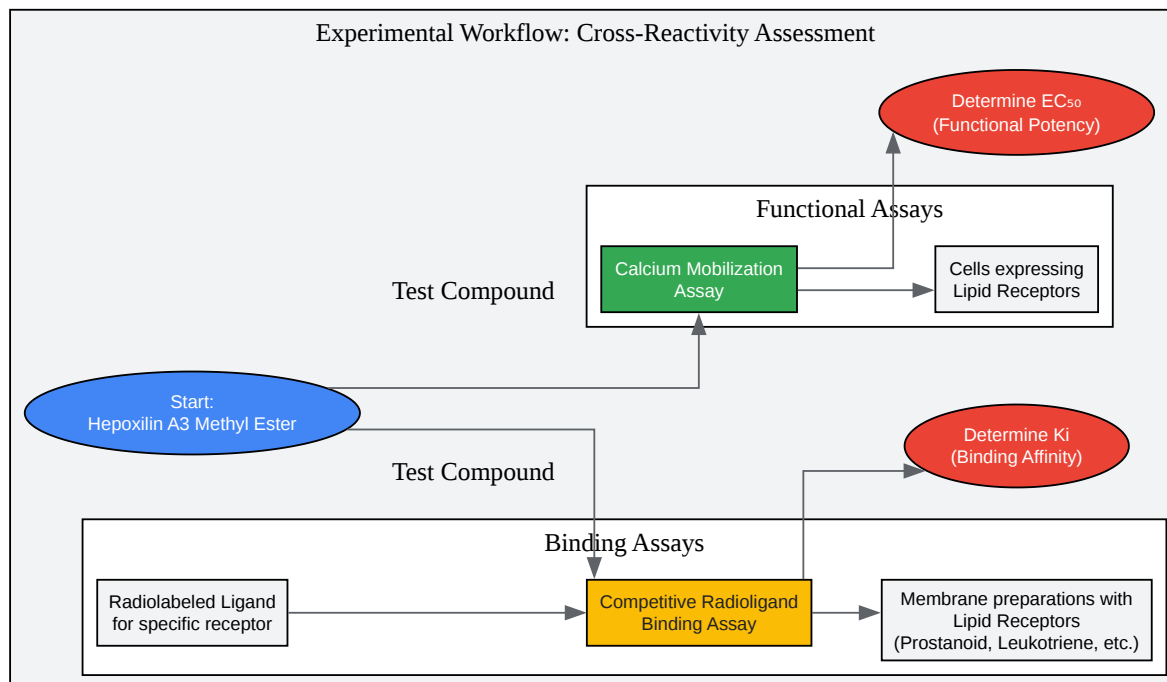 Experimental Workflow: Cross-Reactivity Assessment
Determine EC₅₀
(Functional Potency)
Functional Assays
Calcium Mobilization
Assay
Cells expressing
Lipid Receptors
Test Compound
Start:
Hepoxilin A3 Methyl Ester
Determine Ki
(Binding Affinity)
Test Compound
Binding Assays
Radiolabeled Ligand
for specific receptor
Competitive Radioligand
Binding Assay
Membrane preparations with
Lipid Receptors
(Prostanoid, Leukotriene, etc.)